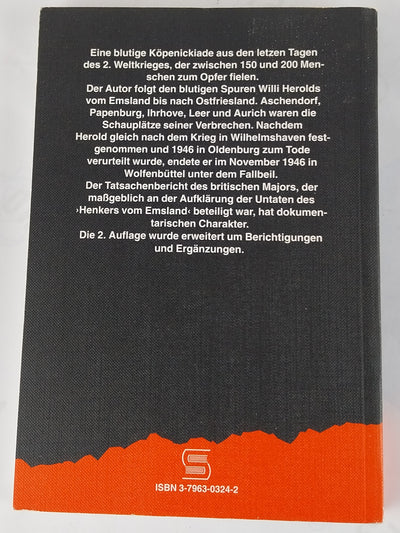 Eine blutige Köpenickiade aus den letzen Tagen
des 2. Weltkrieges, der zwischen 150 und 200 Men-
schen zum Opfer fielen.
Der Autor folgt den blutigen Spuren Willi Herolds
vom Emsland bis nach Ostfriesland. Aschendorf,
Papenburg, Ihrhove, Leer und Aurich waren die
Schauplätze seiner Verbrechen. Nachdem
Herold gleich nach dem Krieg in Wilhelmshaven fest-
genommen und 1946 in Oldenburg zum Tode
verurteilt wurde, endete er im November 1946 in
Wolfenbüttel unter dem Fallbeil.
Der Tatsachenbericht des britischen Majors, der
maßgeblich an der Aufklärung der Untaten des
›Henkers vom Emsland‹ beteiligt war, hat dokumen-
tarischen Charakter.
Die 2. Auflage wurde erweitert um Berichtigungen
und Ergänzungen.
ISBN 3-7963-0324-2